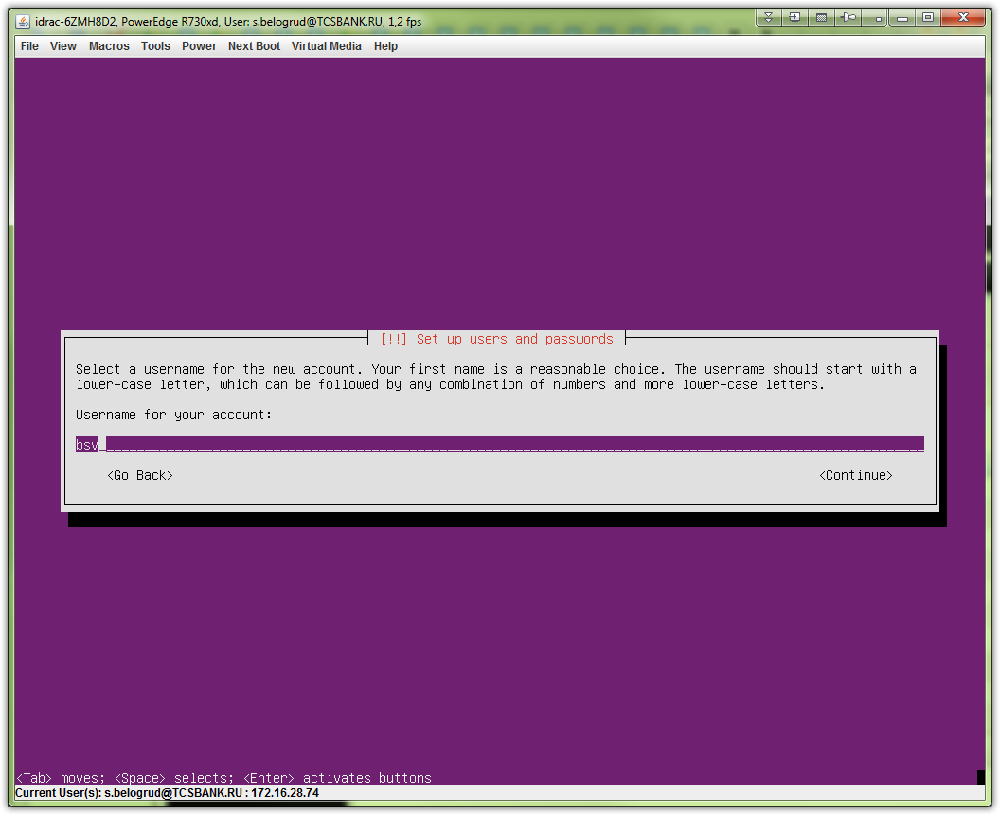 idrac-6ZMH8D2, PowerEdge R730xd, User: s.belogrud@TCSBANK.RU, 1,2 fps
File View Macros Tools Power Next Boot Virtual Media Help
[!!] Set up users and passwords
Select a username for the new account. Your first name is a reasonable choice. The username should start with a
lower-case letter, which can be followed by any combination of numbers and more lower-case letters.
Username for your account:
bsv
<Go Back> <Continue>
<Tab> moves; <Space> selects; <Enter> activates buttons
Current User(s): s.belogrud@TCSBANK.RU : 172.16.28.74